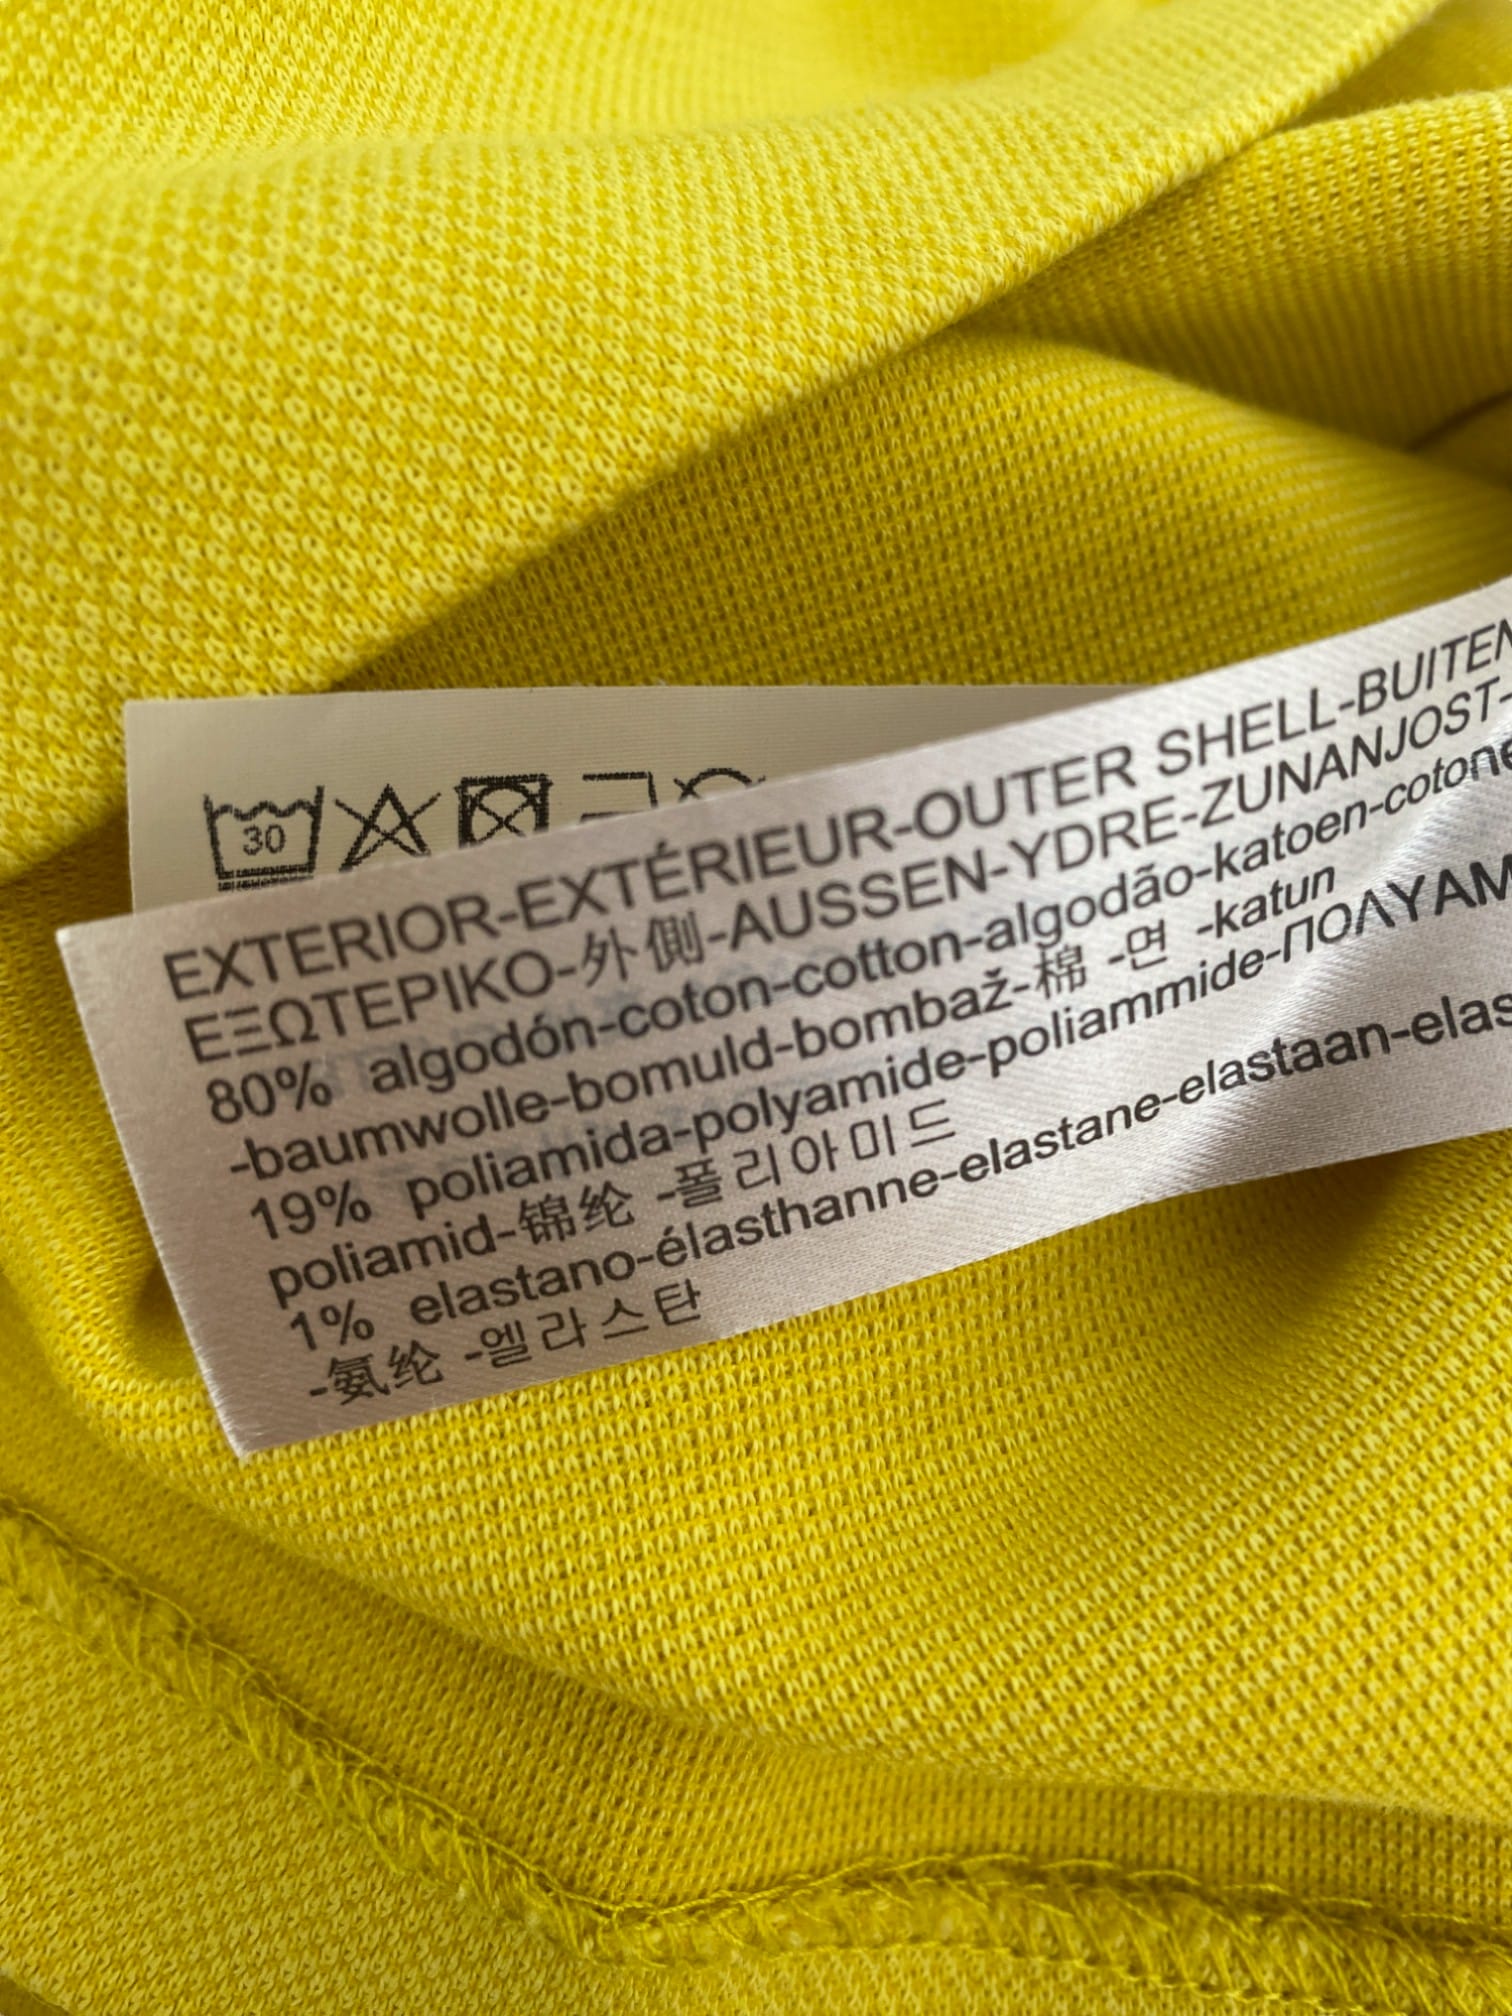 30
EXTERIOR-EXTÉRIEUR-OUTER SHELL-BUITEN
ΕΞΩΤΕΡΙΚΟ-外側-AUSSEN-YDRE-ZUNANJOST-
80% algodón-coton-cotton-algodão-katoen-cotone
-baumwolle-bomuld-bombaž-棉 -면 -katun
19% poliamida-polyamide-poliammide-ΠΟΛΥΑΜ
poliamid-锦纶 -폴리아미드
1% elastano-élasthanne-elastane-elastaan-elas
-氨纶 -엘라스탄